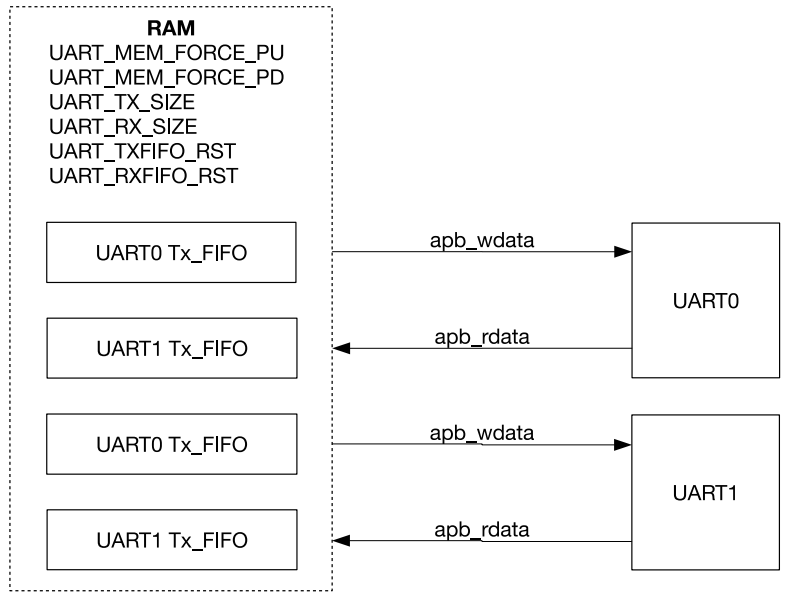 RAM
UART_MEM_FORCE_PU
UART_MEM_FORCE_PD
UART_TX_SIZE
UART_RX_SIZE
UART_TXFIFO_RST
UART_RXFIFO_RST
UART0 Tx_FIFO
apb_wdata
UART0
UART1 Tx_FIFO
apb_rdata
UART0 Tx_FIFO
apb_wdata
UART1
UART1 Tx_FIFO
apb_rdata